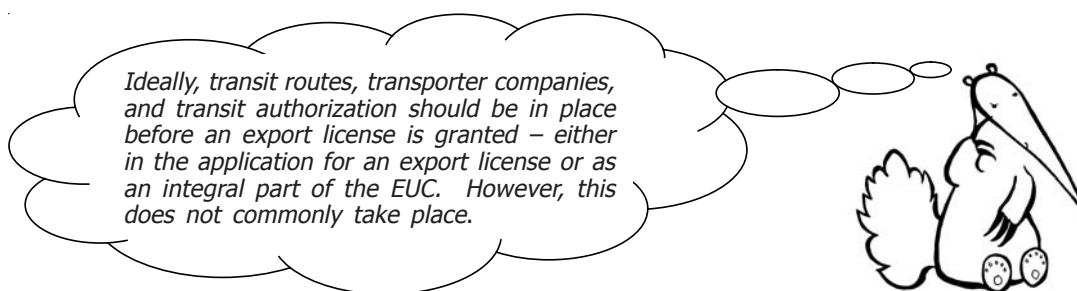 Ideally, transit routes, transporter companies,
and transit authorization should be in place
before an export license is granted – either
in the application for an export license or as
an integral part of the EUC. However, this
does not commonly take place.